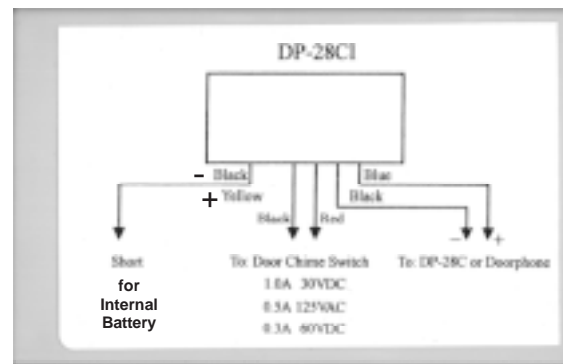 DP-28CI
- Black
+ Yellow
Black
Red
Black
Blue
- +
Short
for
Internal
Battery
To: Door Chime Switch
1.0A 30VDC
0.5A 125VAC
0.3A 60VDC
To: DP-28C or Doorphone